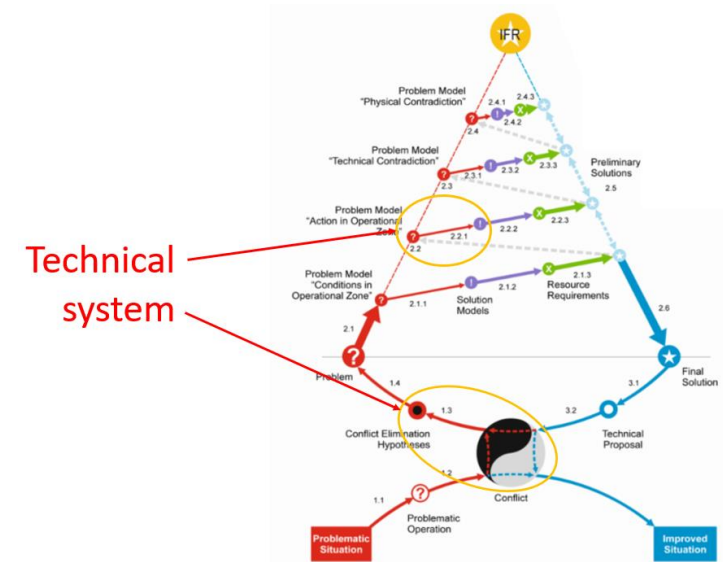 IFR
Problem Model
"Physical Contradiction"
2.4.1
2.4.3
2.4.2
2.4
Problem Model
"Technical Contradiction"
2.3.1
2.3.2
2.3.3
2.3
Preliminary
Solutions
2.5
Problem Model
"Action in Operational
Zone"
2.2.1
2.2.2
2.2.3
2.2
Technical
system
Problem Model
"Conditions in
Operational Zone"
2.1.1
Solution
Models
2.1.2
Resource
Requirements
2.1.3
2.1
2.6
Problem
Final
Solution
1.4
3.1
1.3
3.2
Conflict Elimination
Hypotheses
Technical
Proposal
1.2
Conflict
1.1
Problematic
Operation
Problematic
Situation
Improved
Situation